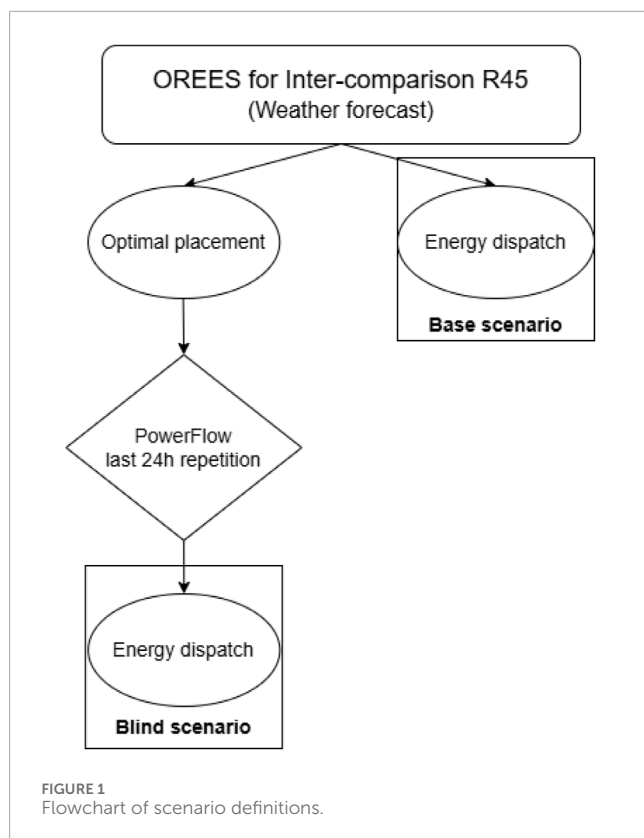 OREES for Inter-comparison R45
(Weather forecast)
Optimal placement
Energy dispatch
Base scenario
PowerFlow
last 24h repetition
Energy dispatch
Blind scenario
FIGURE 1
Flowchart of scenario definitions.